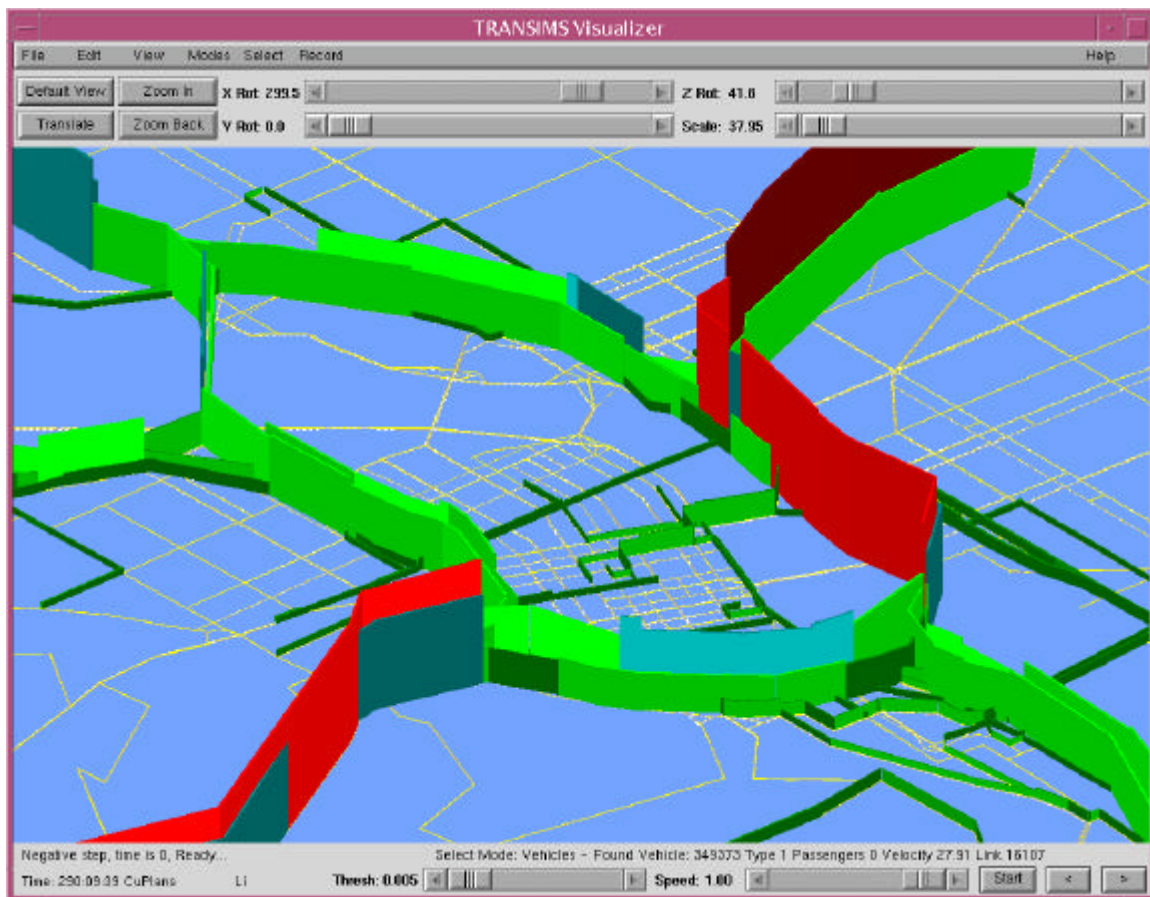 TRANSIMS Visualizer
File Edit View Modes Select Record Help
Default View Zoom In X Rot: 299.5 Z Rot: 41.0
Translate Zoom Back Y Rot: 0.0 Scale: 37.95
Negative step, time is 0, Ready... Select Mode: Vehicles - Found Vehicle: 349373 Type 1 Passengers 0 Velocity 27.91 Link 16107
Time: 290:09:39 CuPlans Li Thresh: 0.005 Speed: 1.00 Start < >